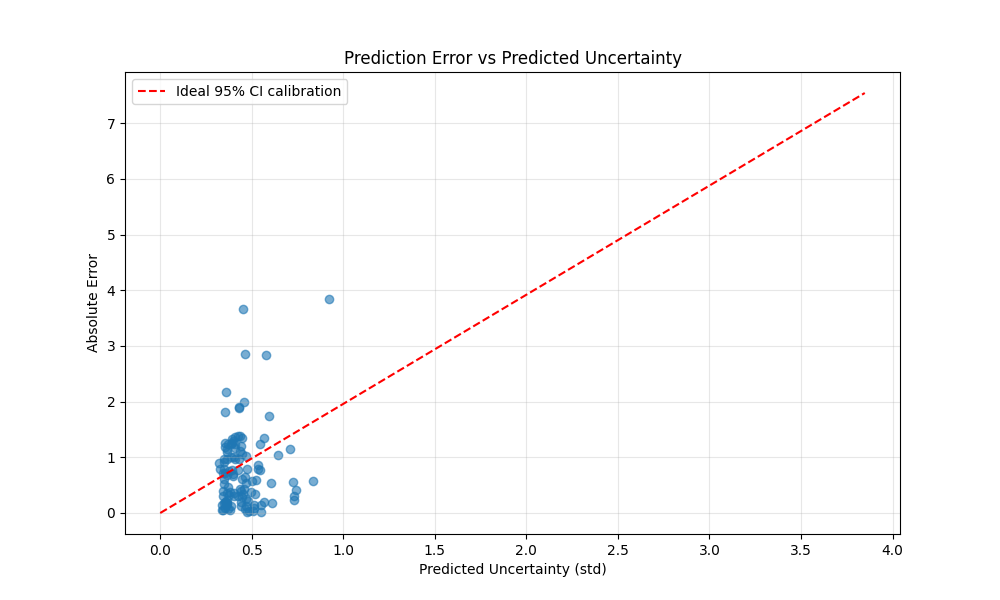 Prediction Error vs Predicted Uncertainty
Ideal 95% CI calibration
Absolute Error
7
6
5
4
3
2
1
0
0.0 0.5 1.0 1.5 2.0 2.5 3.0 3.5 4.0
Predicted Uncertainty (std)